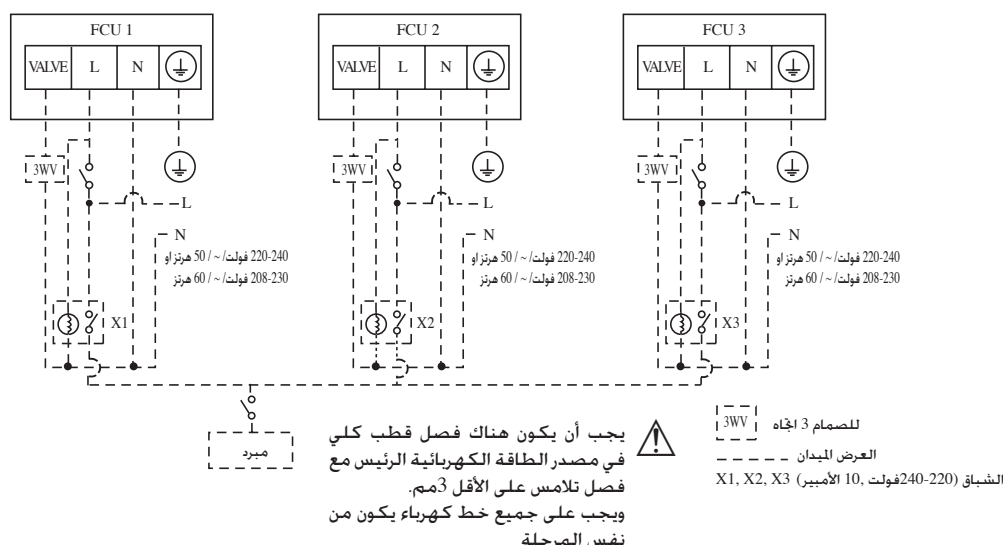 FCU 1
VALVE L N
3WV
L
N
220-240 فولت/ ~ / 50 هرتز او
208-230 فولت/ ~ / 60 هرتز
X1
FCU 2
VALVE L N
3WV
L
N
220-240 فولت/ ~ / 50 هرتز او
208-230 فولت/ ~ / 60 هرتز
X2
FCU 3
VALVE L N
3WV
L
N
220-240 فولت/ ~ / 50 هرتز او
208-230 فولت/ ~ / 60 هرتز
X3
مبرد
يجب أن يكون هناك فصل قطب كلي
في مصدر الطاقة الكهربائية الرئيس مع
فصل تلامس على الأقل 3مم.
ويجب على جميع خط كهرباء يكون من
نفس المرحلة
3WV للصمام 3 اتجاه
العرض الميدان
X1, X2, X3 الشباق (220-240فولت ,10 الأمبير)